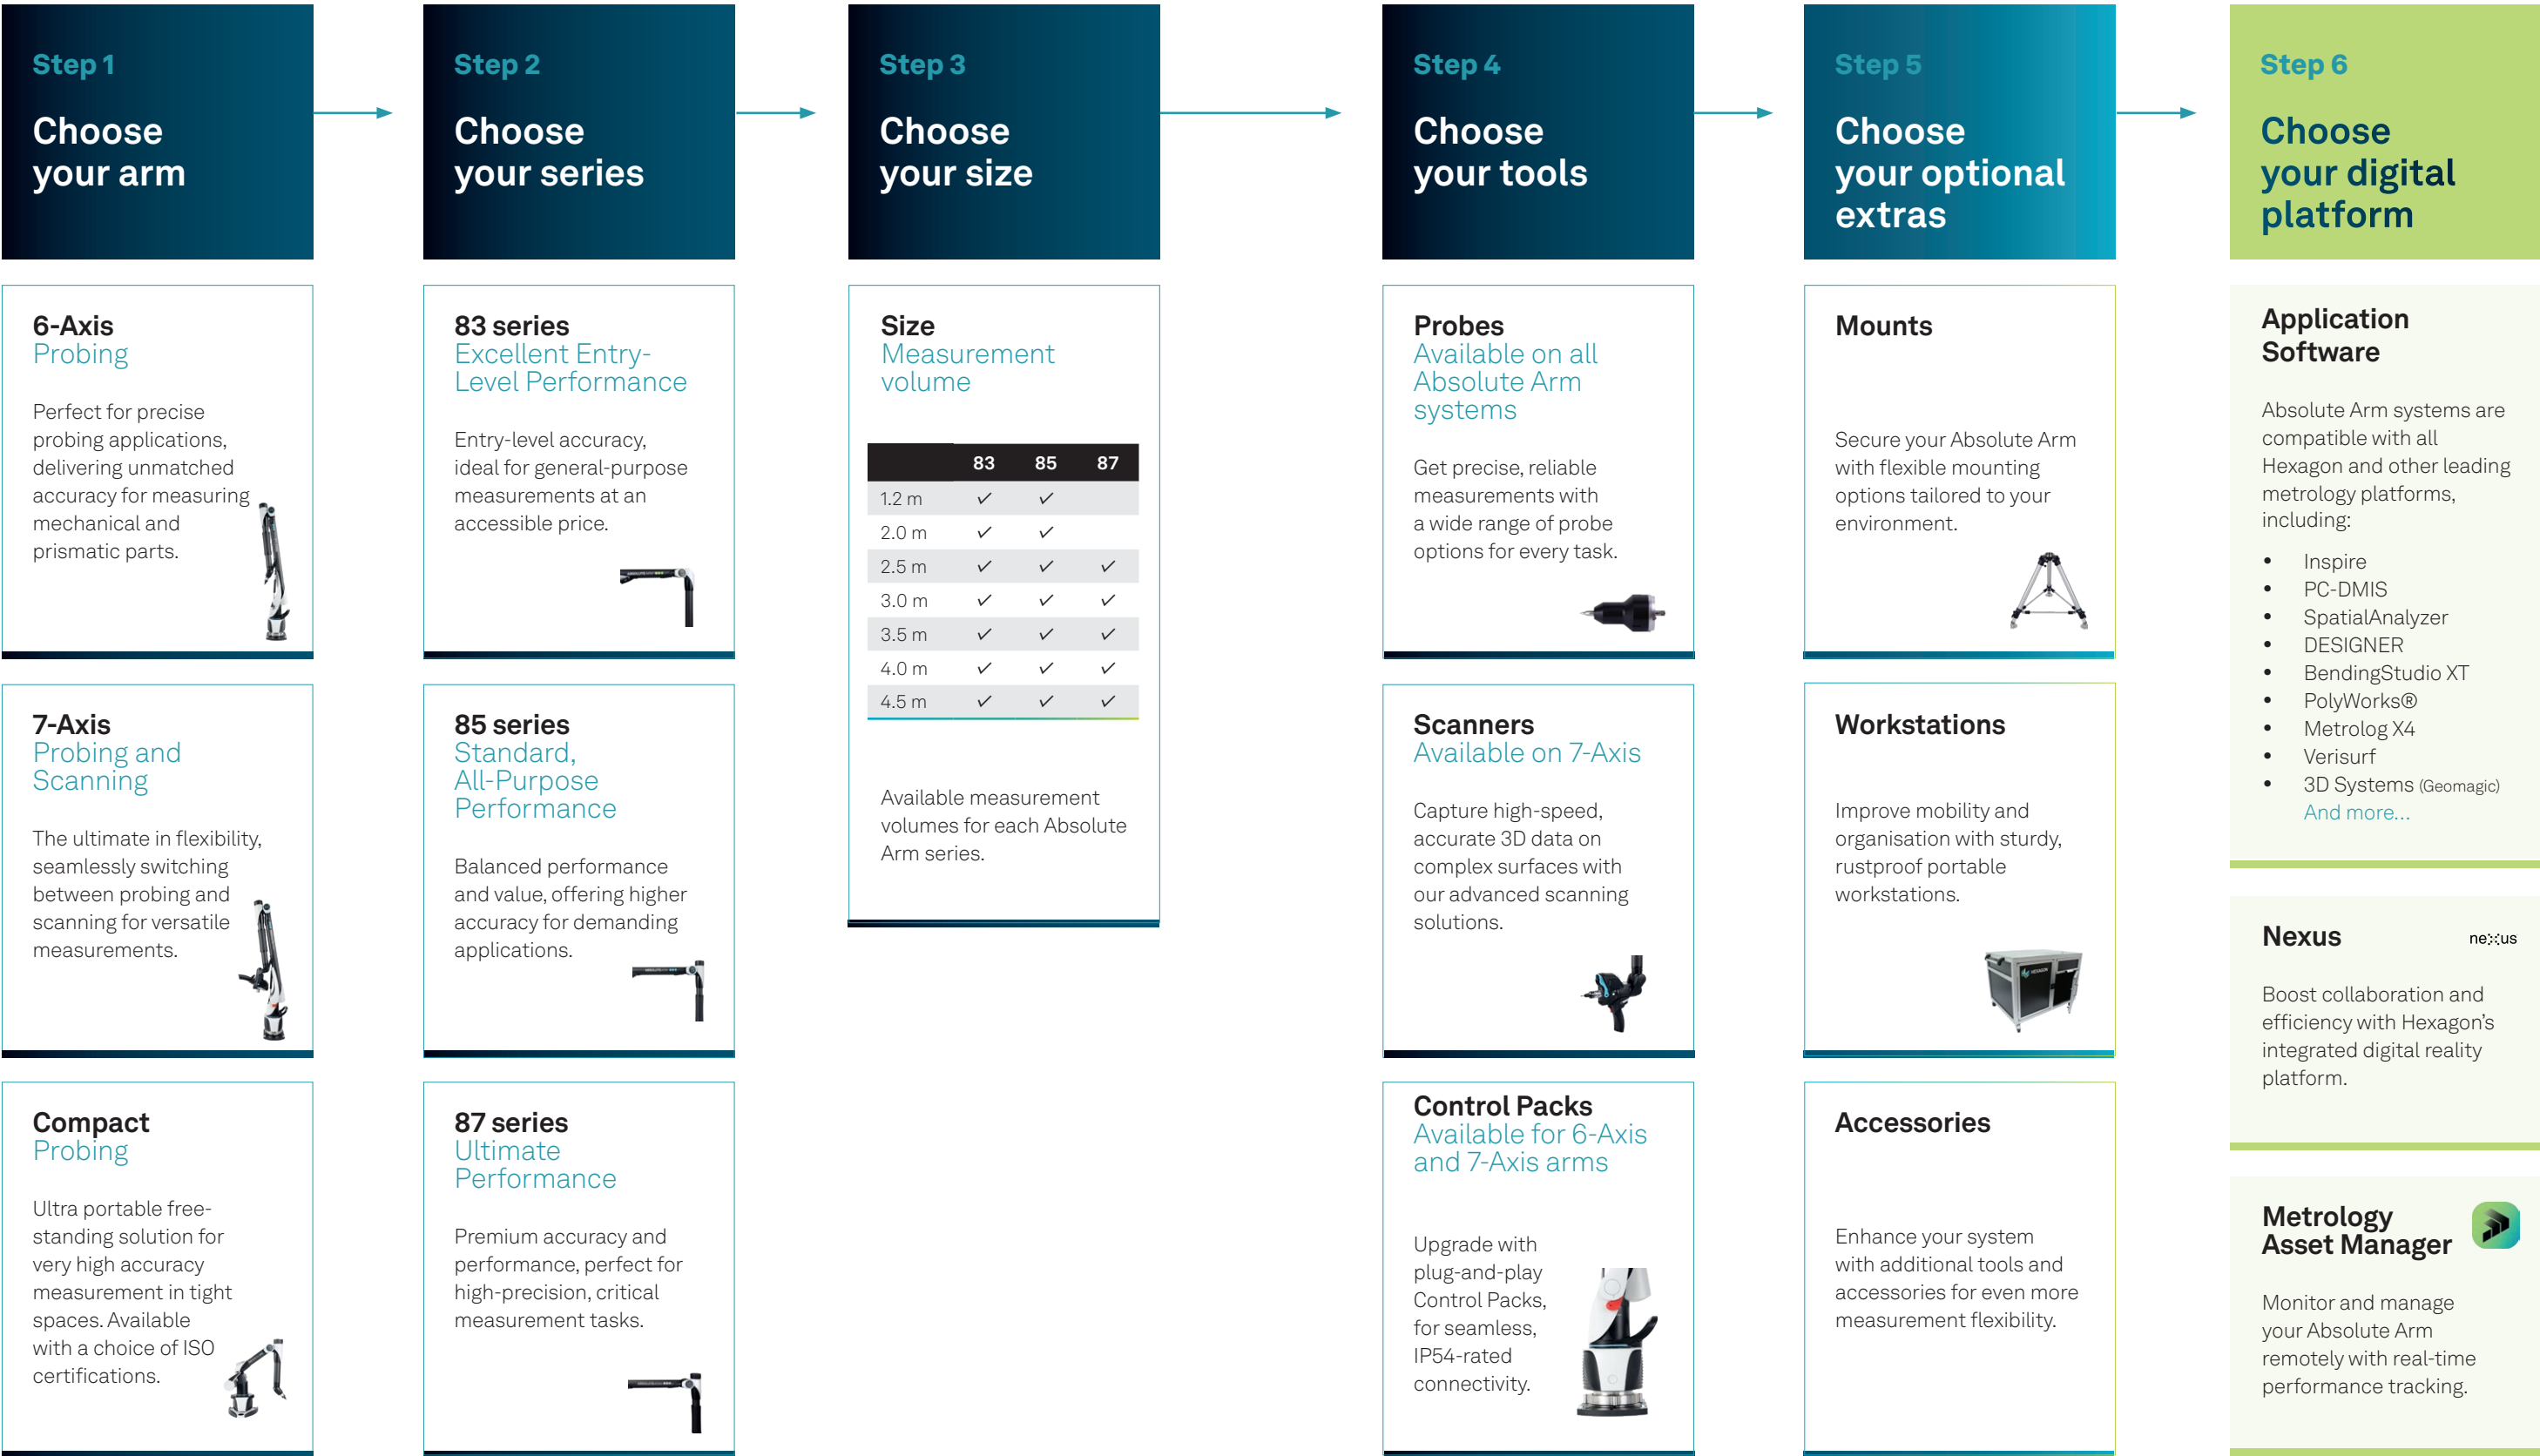 Step 1
Choose
your arm
Step 2
Choose
your series
Step 3
Choose
your size
Step 4
Choose
your tools
Step 5
Choose
your optional
extras
Step 6
Choose
your digital
platform
6-Axis
Probing
Perfect for precise
probing applications,
delivering unmatched
accuracy for measuring
mechanical and
prismatic parts.
7-Axis
Probing and
Scanning
The ultimate in flexibility,
seamlessly switching
between probing and
scanning for versatile
measurements.
Compact
Probing
Ultra portable free-
standing solution for
very high accuracy
measurement in tight
spaces. Available
with a choice of ISO
certifications.
83 series
Excellent Entry-
Level Performance
Entry-level accuracy,
ideal for general-purpose
measurements at an
accessible price.
85 series
Standard,
All-Purpose
Performance
Balanced performance
and value, offering higher
accuracy for demanding
applications.
87 series
Ultimate
Performance
Premium accuracy and
performance, perfect for
high-precision, critical
measurement tasks.
Size
Measurement
volume
83 85 87
1.2 m ✓ ✓
2.0 m ✓ ✓
2.5 m ✓ ✓ ✓
3.0 m ✓ ✓ ✓
3.5 m ✓ ✓ ✓
4.0 m ✓ ✓ ✓
4.5 m ✓ ✓ ✓
Available measurement
volumes for each Absolute
Arm series.
Probes
Available on all
Absolute Arm
systems
Get precise, reliable
measurements with
a wide range of probe
options for every task.
Scanners
Available on 7-Axis
Capture high-speed,
accurate 3D data on
complex surfaces with
our advanced scanning
solutions.
Control Packs
Available for 6-Axis
and 7-Axis arms
Upgrade with
plug-and-play
Control Packs,
for seamless,
IP54-rated
connectivity.
Mounts
Secure your Absolute Arm
with flexible mounting
options tailored to your
environment.
Workstations
Improve mobility and
organisation with sturdy,
rustproof portable
workstations.
HEXAGON
Accessories
Enhance your system
with additional tools and
accessories for even more
measurement flexibility.
Application
Software
Absolute Arm systems are
compatible with all
Hexagon and other leading
metrology platforms,
including:
• Inspire
• PC-DMIS
• SpatialAnalyzer
• DESIGNER
• BendingStudio XT
• PolyWorks®
• Metrolog X4
• Verisurf
• 3D Systems (Geomagic)
And more...
Nexus
nexus
Boost collaboration and
efficiency with Hexagon's
integrated digital reality
platform.
Metrology
Asset Manager
Monitor and manage
your Absolute Arm
remotely with real-time
performance tracking.